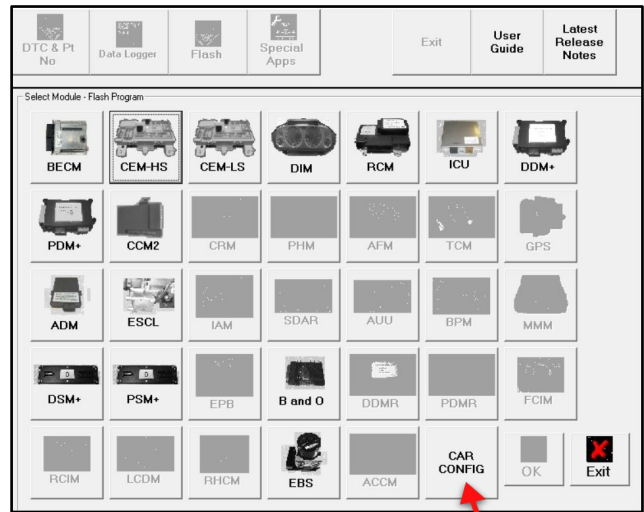 DTC & Pt
No
Data Logger
Flash
Special
Apps
Exit
User
Guide
Latest
Release
Notes
Select Module - Flash Program
BECM
CEM-HS
CEM-LS
DIM
RCM
ICU
DDM+
PDM+
CCM2
CRM
PHM
AFM
TCM
GPS
ADM
ESCL
IAM
SDAR
AUU
BPM
MMM
DSM+
PSM+
EPB
B and O
DDMR
PDMR
FCIM
RCIM
LCDM
RHCM
EBS
ACCM
CAR
CONFIG
OK
Exit